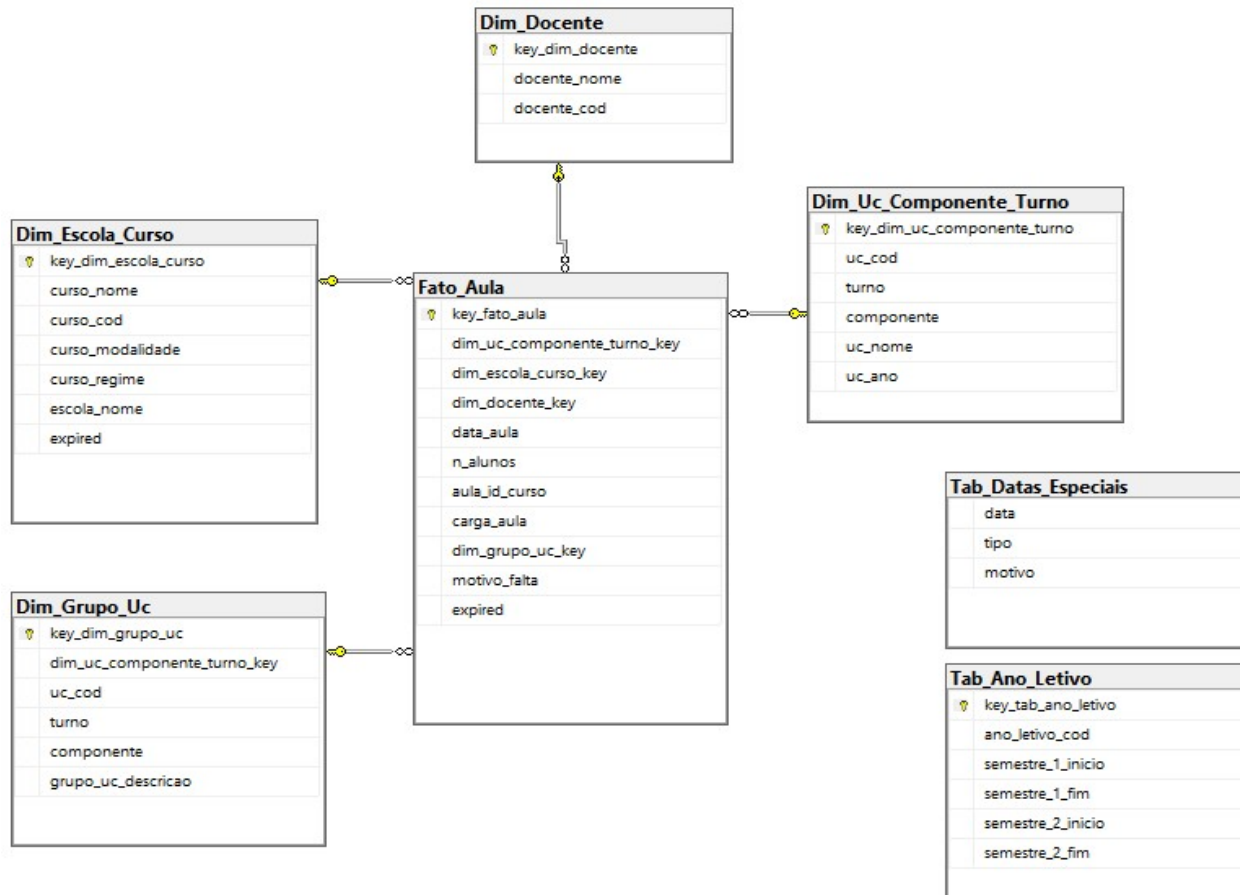 Dim_Docente
key_dim_docente
docente_nome
docente_cod
Dim_Escola_Curso
key_dim_escola_curso
curso_nome
curso_cod
curso_modalidade
curso_regime
escola_nome
expired
Fato_Aula
key_fato_aula
dim_uc_componente_turno_key
dim_escola_curso_key
dim_docente_key
data_aula
n_alunos
aula_id_curso
carga_aula
dim_grupo_uc_key
motivo_falta
expired
Dim_Uc_Componente_Turno
key_dim_uc_componente_turno
uc_cod
turno
componente
uc_nome
uc_ano
Dim_Grupo_Uc
key_dim_grupo_uc
dim_uc_componente_turno_key
uc_cod
turno
componente
grupo_uc_descricao
Tab_Datas_Especiais
data
tipo
motivo
Tab_Ano_Letivo
key_tab_ano_letivo
ano_letivo_cod
semestre_1_inicio
semestre_1_fim
semestre_2_inicio
semestre_2_fim